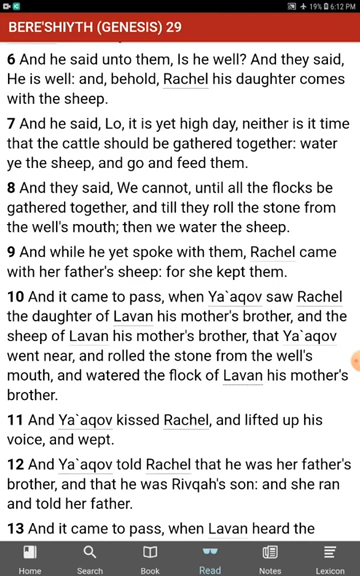 19% 6:12 PM
BERE'SHIYTH (GENESIS) 29
6 And he said unto them, Is he well? And they said,
He is well: and, behold, Rachel his daughter comes
with the sheep.
7 And he said, Lo, it is yet high day, neither is it time
that the cattle should be gathered together: water
ye the sheep, and go and feed them.
8 And they said, We cannot, until all the flocks be
gathered together, and till they roll the stone from
the well's mouth; then we water the sheep.
9 And while he yet spoke with them, Rachel came
with her father's sheep: for she kept them.
10 And it came to pass, when Ya`aqov saw Rachel
the daughter of Lavan his mother's brother, and the
sheep of Lavan his mother's brother, that Ya`aqov
went near, and rolled the stone from the well's
mouth, and watered the flock of Lavan his mother's
brother.
11 And Ya`aqov kissed Rachel, and lifted up his
voice, and wept.
12 And Ya`aqov told Rachel that he was her father's
brother, and that he was Rivqah's son: and she ran
and told her father.
13 And it came to pass, when Lavan heard the
Home Search Book Read Notes Lexicon